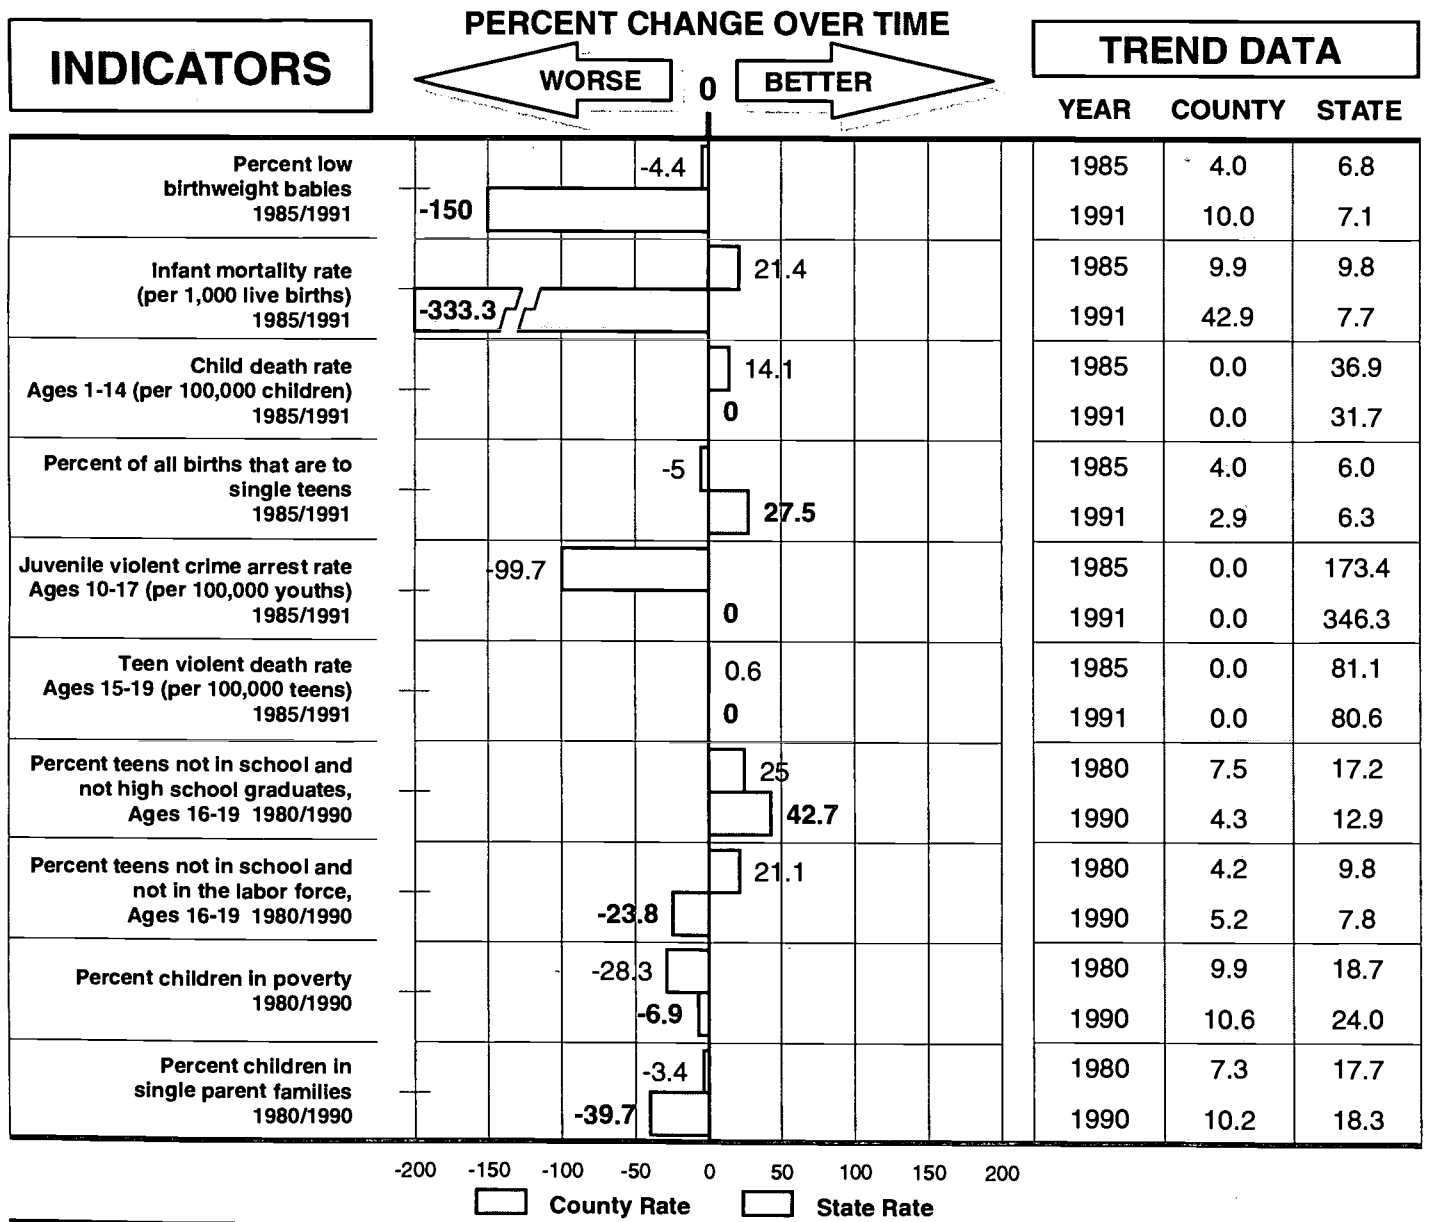 INDICATORS
PERCENT CHANGE OVER TIME
WORSE
0
BETTER
TREND DATA
YEAR COUNTY STATE
Percent low
birthweight babies
1985/1991
-4.4
-150
1985 4.0 6.8
1991 10.0 7.1
Infant mortality rate
(per 1,000 live births)
1985/1991
21.4
-333.3
1985 9.9 9.8
1991 42.9 7.7
Child death rate
Ages 1-14 (per 100,000 children)
1985/1991
14.1
0
1985 0.0 36.9
1991 0.0 31.7
Percent of all births that are to
single teens
1985/1991
-5
27.5
1985 4.0 6.0
1991 2.9 6.3
Juvenile violent crime arrest rate
Ages 10-17 (per 100,000 youths)
1985/1991
-99.7
0
1985 0.0 173.4
1991 0.0 346.3
Teen violent death rate
Ages 15-19 (per 100,000 teens)
1985/1991
0.6
0
1985 0.0 81.1
1991 0.0 80.6
Percent teens not in school and
not high school graduates,
Ages 16-19 1980/1990
25
42.7
1980 7.5 17.2
1990 4.3 12.9
Percent teens not in school and
not in the labor force,
Ages 16-19 1980/1990
21.1
-23.8
1980 4.2 9.8
1990 5.2 7.8
Percent children in poverty
1980/1990
-28.3
-6.9
1980 9.9 18.7
1990 10.6 24.0
Percent children in
single parent families
1980/1990
-3.4
-39.7
1980 7.3 17.7
1990 10.2 18.3
-200 -150 -100 -50 0 50 100 150 200
County Rate State Rate